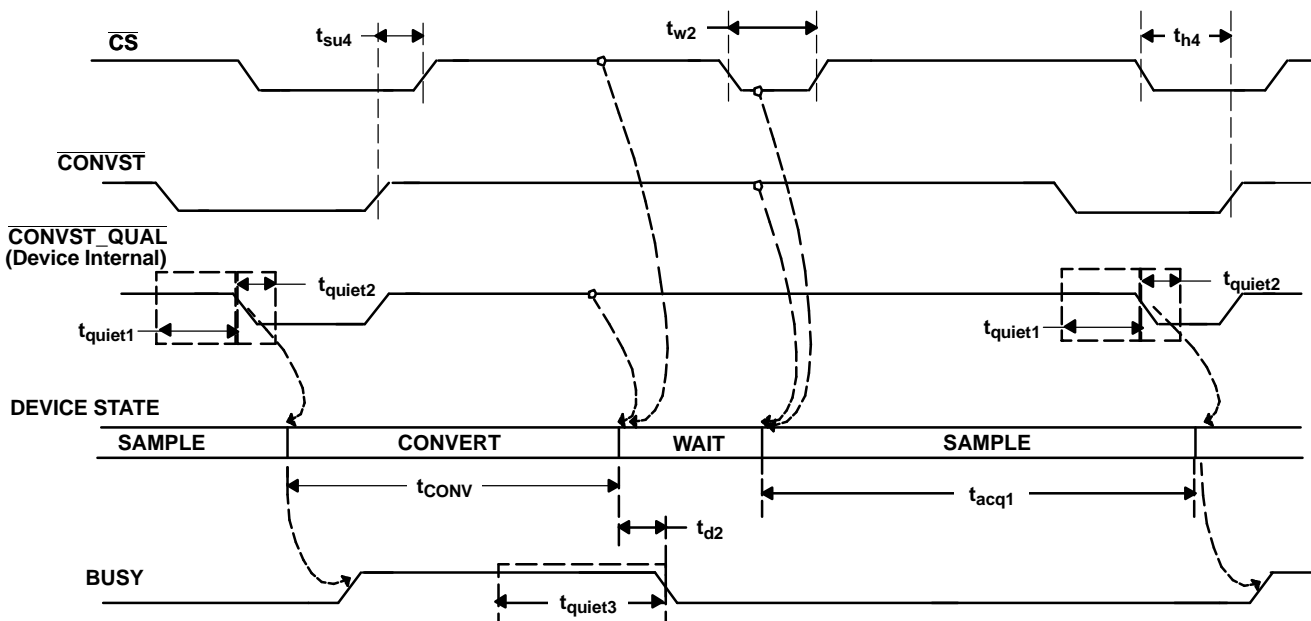 CS
t_su4
t_w2
t_h4
CONVST
CONVST_QUAL
(Device Internal)
t_quiet2
t_quiet2
t_quiet1
t_quiet1
DEVICE STATE
SAMPLE CONVERT WAIT SAMPLE
t_CONV
t_acq1
t_d2
BUSY
t_quiet3